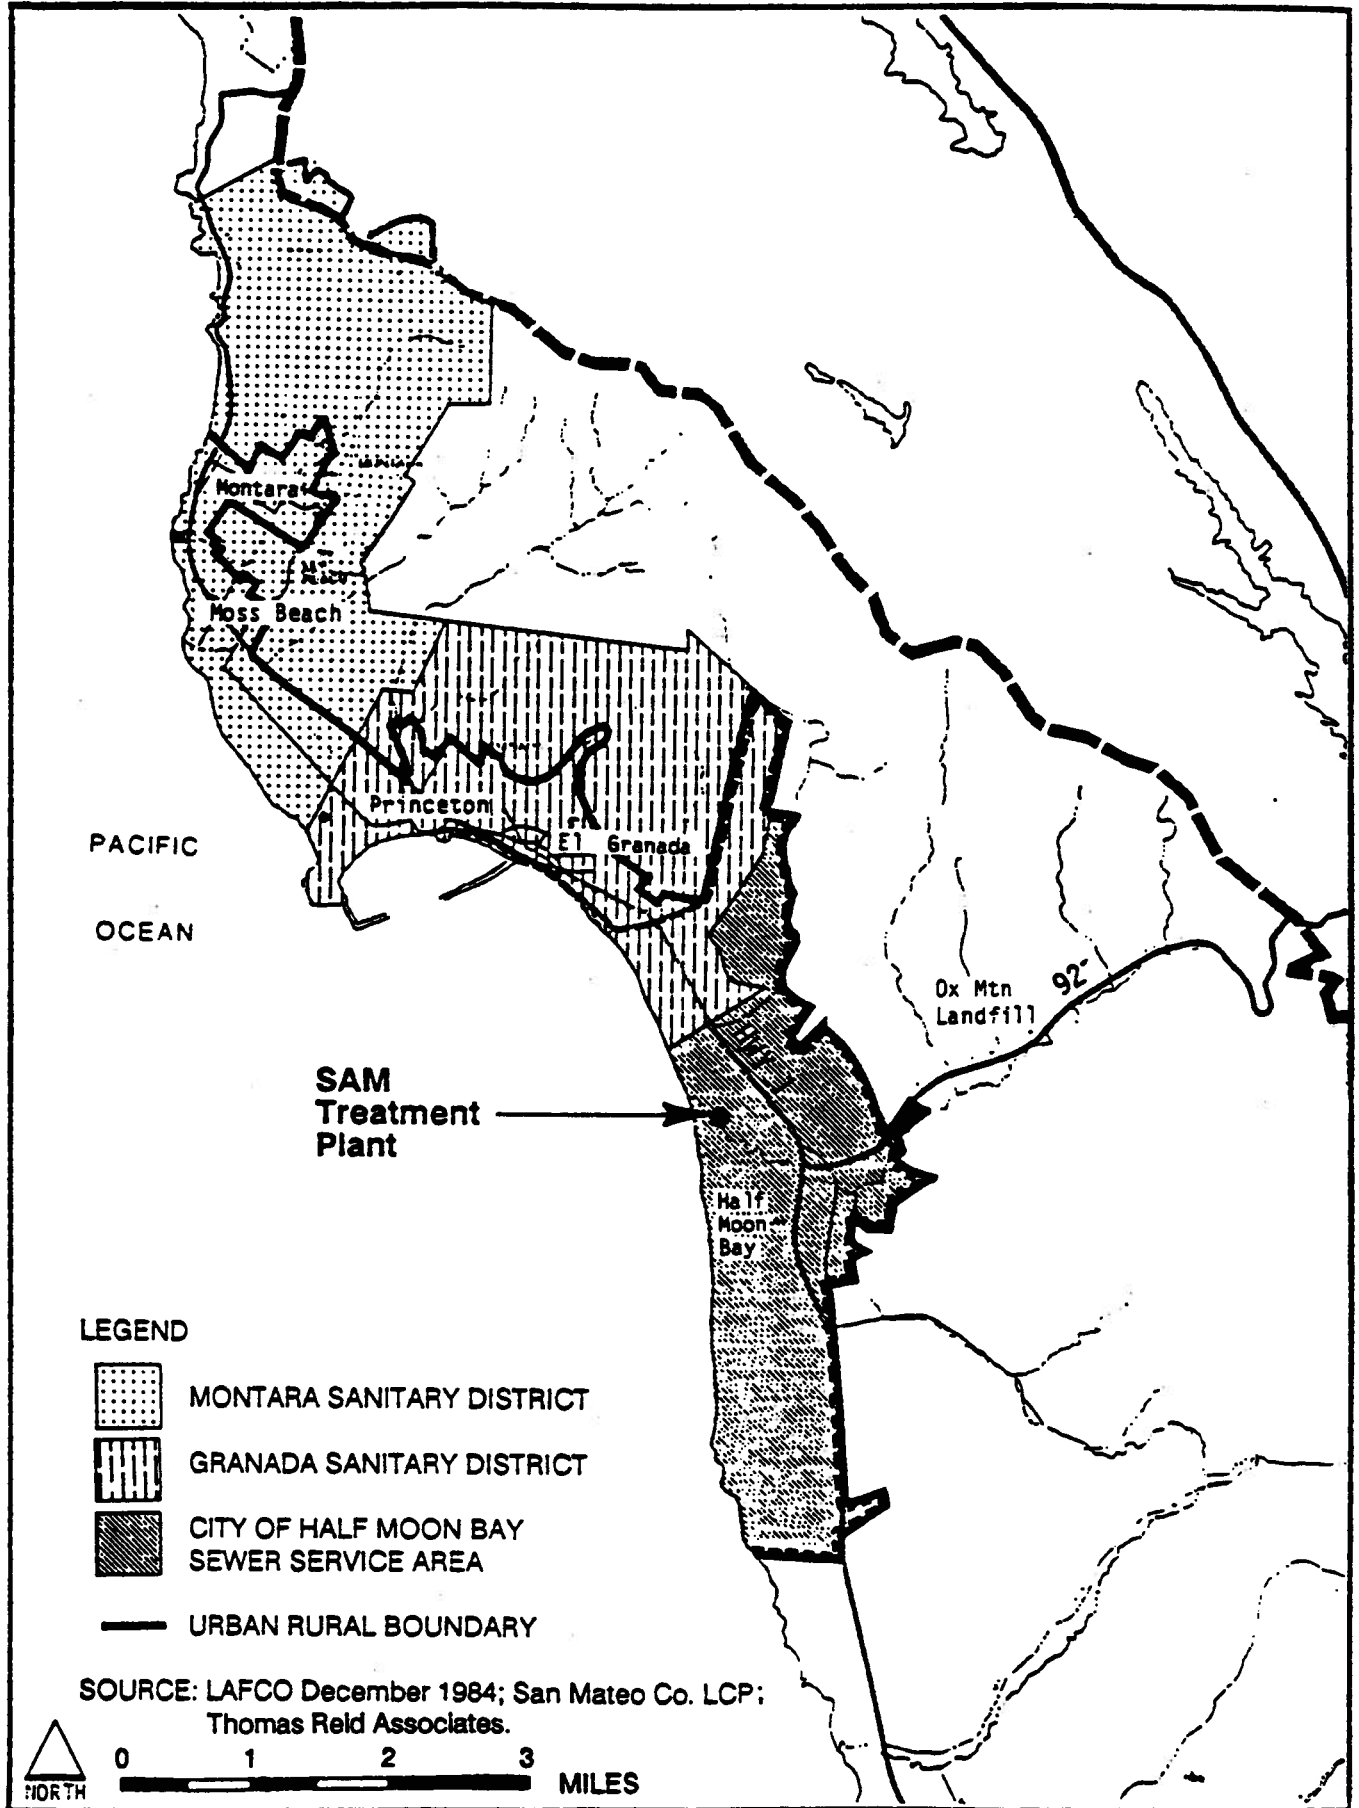 Montara
Moss Beach
Princeton
El Granada
PACIFIC
OCEAN
Ox Mtn
Landfill
92
HWY 1
SAM
Treatment
Plant
Half
Moon
Bay
LEGEND
MONTARA SANITARY DISTRICT
GRANADA SANITARY DISTRICT
CITY OF HALF MOON BAY
SEWER SERVICE AREA
URBAN RURAL BOUNDARY
SOURCE: LAFCO December 1984; San Mateo Co. LCP;
Thomas Reid Associates.
0 1 2 3
MILES
NORTH